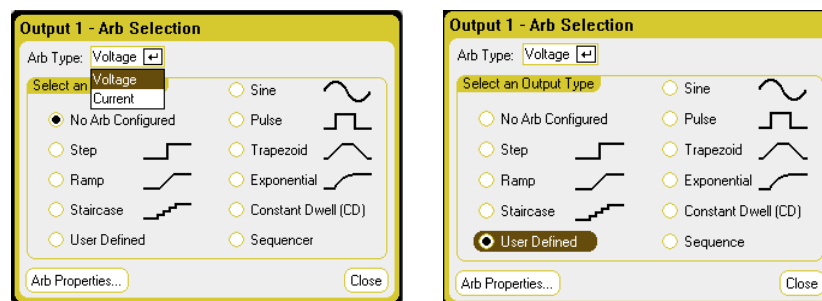 Output 1 - Arb Selection
Arb Type: Voltage
Voltage
Current
Select an
Sine
No Arb Configured
Pulse
Step
Trapezoid
Ramp
Exponential
Staircase
Constant Dwell (CD)
User Defined
Sequencer
Arb Properties...
Close
Output 1 - Arb Selection
Arb Type: Voltage
Select an Output Type
Sine
No Arb Configured
Pulse
Step
Trapezoid
Ramp
Exponential
Staircase
Constant Dwell (CD)
User Defined
Sequence
Arb Properties...
Close